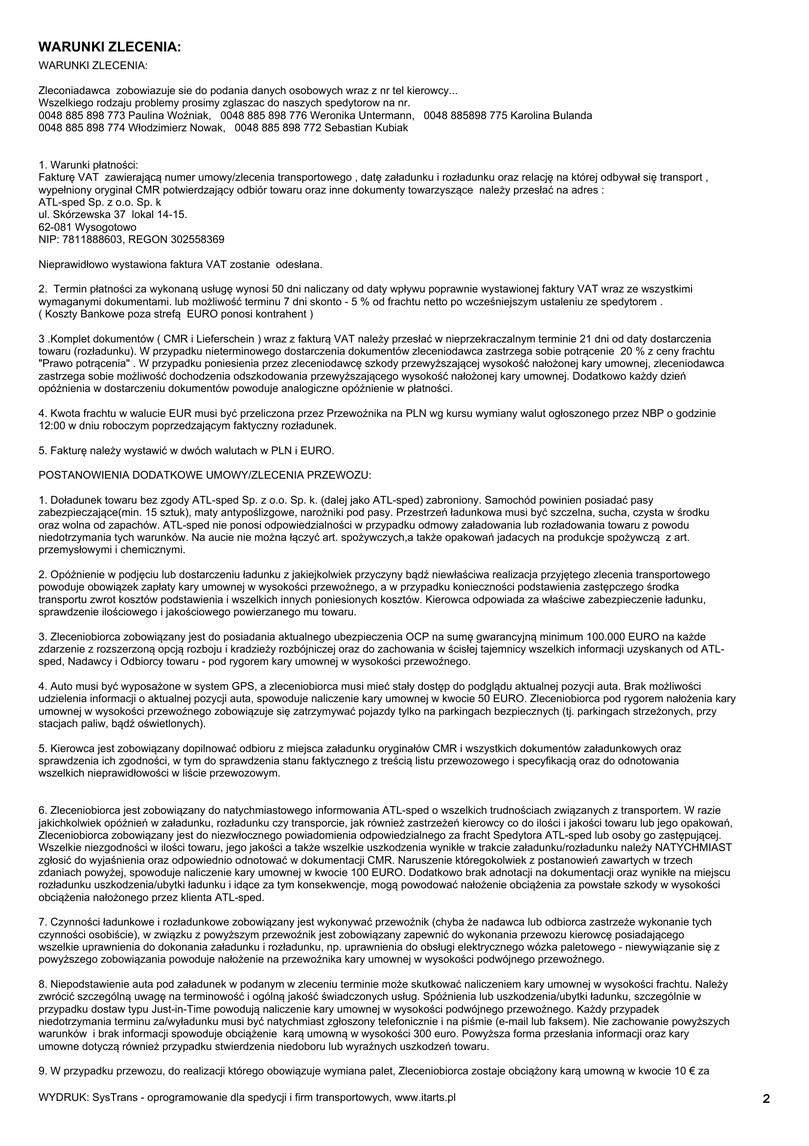 WARUNKI ZLECENIA:
WARUNKI ZLECENIA:
Zleconiadawca zobowiazuje sie do podania danych osobowych wraz z nr tel kierowcy...
Wszelkiego rodzaju problemy prosimy zglaszac do naszych spedytorow na nr.
0048 885 898 773 Paulina Woźniak, 0048 885 898 776 Weronika Untermann, 0048 885898 775 Karolina Bulanda
0048 885 898 774 Włodzimierz Nowak, 0048 885 898 772 Sebastian Kubiak
1. Warunki płatności:
Fakturę VAT zawierającą numer umowy/zlecenia transportowego , datę załadunku i rozładunku oraz relację na której odbywał się transport ,
wypełniony oryginał CMR potwierdzający odbiór towaru oraz inne dokumenty towarzyszące należy przesłać na adres :
ATL-sped Sp. z o.o. Sp. k
ul. Skórzewska 37 lokal 14-15.
62-081 Wysogotowo
NIP: 7811888603, REGON 302558369
Nieprawidłowo wystawiona faktura VAT zostanie odesłana.
2. Termin płatności za wykonaną usługę wynosi 50 dni naliczany od daty wpływu poprawnie wystawionej faktury VAT wraz ze wszystkimi
wymaganymi dokumentami. lub możliwość terminu 7 dni skonto - 5 % od frachtu netto po wcześniejszym ustaleniu ze spedytorem .
( Koszty Bankowe poza strefą EURO ponosi kontrahent )
3 .Komplet dokumentów ( CMR i Lieferschein ) wraz z fakturą VAT należy przesłać w nieprzekraczalnym terminie 21 dni od daty dostarczenia
towaru (rozładunku). W przypadku nieterminowego dostarczenia dokumentów zleceniodawca zastrzega sobie potrącenie 20 % z ceny frachtu
"Prawo potrącenia" . W przypadku poniesienia przez zleceniodawcę szkody przewyższającej wysokość nałożonej kary umownej, zleceniodawca
zastrzega sobie możliwość dochodzenia odszkodowania przewyższającego wysokość nałożonej kary umownej. Dodatkowo każdy dzień
opóźnienia w dostarczeniu dokumentów powoduje analogiczne opóźnienie w płatności.
4. Kwota frachtu w walucie EUR musi być przeliczona przez Przewoźnika na PLN wg kursu wymiany walut ogłoszonego przez NBP o godzinie
12:00 w dniu roboczym poprzedzającym faktyczny rozładunek.
5. Fakturę należy wystawić w dwóch walutach w PLN i EURO.
POSTANOWIENIA DODATKOWE UMOWY/ZLECENIA PRZEWOZU:
1. Doładunek towaru bez zgody ATL-sped Sp. z o.o. Sp. k. (dalej jako ATL-sped) zabroniony. Samochód powinien posiadać pasy
zabezpieczające(min. 15 sztuk), maty antypoślizgowe, narożniki pod pasy. Przestrzeń ładunkowa musi być szczelna, sucha, czysta w środku
oraz wolna od zapachów. ATL-sped nie ponosi odpowiedzialności w przypadku odmowy załadowania lub rozładowania towaru z powodu
niedotrzymania tych warunków. Na aucie nie można łączyć art. spożywczych,a także opakowań jadacych na produkcje spożywczą z art.
przemysłowymi i chemicznymi.
2. Opóźnienie w podjęciu lub dostarczeniu ładunku z jakiejkolwiek przyczyny bądź niewłaściwa realizacja przyjętego zlecenia transportowego
powoduje obowiązek zapłaty kary umownej w wysokości przewoźnego, a w przypadku konieczności podstawienia zastępczego środka
transportu zwrot kosztów podstawienia i wszelkich innych poniesionych kosztów. Kierowca odpowiada za właściwe zabezpieczenie ładunku,
sprawdzenie ilościowego i jakościowego powierzanego mu towaru.
3. Zleceniobiorca zobowiązany jest do posiadania aktualnego ubezpieczenia OCP na sumę gwarancyjną minimum 100.000 EURO na każde
zdarzenie z rozszerzoną opcją rozboju i kradzieży rozbójniczej oraz do zachowania w ścisłej tajemnicy wszelkich informacji uzyskanych od ATL-
sped, Nadawcy i Odbiorcy towaru - pod rygorem kary umownej w wysokości przewoźnego.
4. Auto musi być wyposażone w system GPS, a zleceniobiorca musi mieć stały dostęp do podglądu aktualnej pozycji auta. Brak możliwości
udzielenia informacji o aktualnej pozycji auta, spowoduje naliczenie kary umownej w kwocie 50 EURO. Zleceniobiorca pod rygorem nałożenia kary
umownej w wysokości przewoźnego zobowiązuje się zatrzymywać pojazdy tylko na parkingach bezpiecznych (tj. parkingach strzeżonych, przy
stacjach paliw, bądź oświetlonych).
5. Kierowca jest zobowiązany dopilnować odbioru z miejsca załadunku oryginałów CMR i wszystkich dokumentów załadunkowych oraz
sprawdzenia ich zgodności, w tym do sprawdzenia stanu faktycznego z treścią listu przewozowego i specyfikacją oraz do odnotowania
wszelkich nieprawidłowości w liście przewozowym.
6. Zleceniobiorca jest zobowiązany do natychmiastowego informowania ATL-sped o wszelkich trudnościach związanych z transportem. W razie
jakichkolwiek opóźnień w załadunku, rozładunku czy transporcie, jak również zastrzeżeń kierowcy co do ilości i jakości towaru lub jego opakowań,
Zleceniobiorca zobowiązany jest do niezwłocznego powiadomienia odpowiedzialnego za fracht Spedytora ATL-sped lub osoby go zastępującej.
Wszelkie niezgodności w ilości towaru, jego jakości a także wszelkie uszkodzenia wynikłe w trakcie załadunku/rozładunku należy NATYCHMIAST
zgłosić do wyjaśnienia oraz odpowiednio odnotować w dokumentacji CMR. Naruszenie któregokolwiek z postanowień zawartych w trzech
zdaniach powyżej, spowoduje naliczenie kary umownej w kwocie 100 EURO. Dodatkowo brak adnotacji na dokumentacji oraz wynikłe na miejscu
rozładunku uszkodzenia/ubytki ładunku i idące za tym konsekwencje, mogą powodować nałożenie obciążenia za powstałe szkody w wysokości
obciążenia nałożonego przez klienta ATL-sped.
7. Czynności ładunkowe i rozładunkowe zobowiązany jest wykonywać przewoźnik (chyba że nadawca lub odbiorca zastrzeże wykonanie tych
czynności osobiście), w związku z powyższym przewoźnik jest zobowiązany zapewnić do wykonania przewozu kierowcę posiadającego
wszelkie uprawnienia do dokonania załadunku i rozładunku, np. uprawnienia do obsługi elektrycznego wózka paletowego - niewywiązanie się z
powyższego zobowiązania powoduje nałożenie na przewoźnika kary umownej w wysokości podwójnego przewoźnego.
8. Niepodstawienie auta pod załadunek w podanym w zleceniu terminie może skutkować naliczeniem kary umownej w wysokości frachtu. Należy
zwrócić szczególną uwagę na terminowość i ogólną jakość świadczonych usług. Spóźnienia lub uszkodzenia/ubytki ładunku, szczególnie w
przypadku dostaw typu Just-in-Time powodują naliczenie kary umownej w wysokości podwójnego przewoźnego. Każdy przypadek
niedotrzymania terminu za/wyładunku musi być natychmiast zgłoszony telefonicznie i na piśmie (e-mail lub faksem). Nie zachowanie powyższych
warunków i brak informacji spowoduje obciążenie karą umowną w wysokości 300 euro. Powyższa forma przesłania informacji oraz kary
umowne dotyczą również przypadku stwierdzenia niedoboru lub wyraźnych uszkodzeń towaru.
9. W przypadku przewozu, do realizacji którego obowiązuje wymiana palet, Zleceniobiorca zostaje obciążony karą umowną w kwocie 10 € za
WYDRUK: SysTrans - oprogramowanie dla spedycji i firm transportowych, www.itarts.pl
2